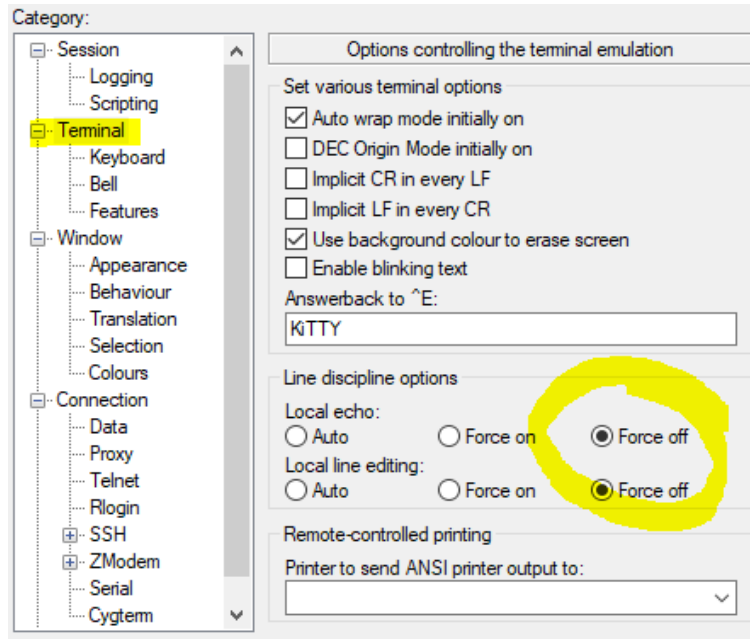 Category:
Session
Logging
Scripting
Terminal
Keyboard
Bell
Features
Window
Appearance
Behaviour
Translation
Selection
Colours
Connection
Data
Proxy
Telnet
Rlogin
SSH
ZModem
Serial
Cygterm
Options controlling the terminal emulation
Set various terminal options
Auto wrap mode initially on
DEC Origin Mode initially on
Implicit CR in every LF
Implicit LF in every CR
Use background colour to erase screen
Enable blinking text
Answerback to ^E:
KiTTY
Line discipline options
Local echo:
Auto Force on Force off
Local line editing:
Auto Force on Force off
Remote-controlled printing
Printer to send ANSI printer output to: